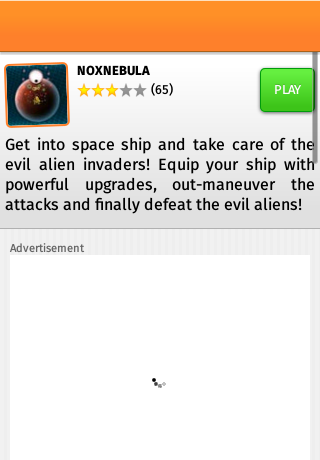 NOXNEBULA
(65)
PLAY
Get into space ship and take care of the
evil alien invaders! Equip your ship with
powerful upgrades, out-maneuver the
attacks and finally defeat the evil aliens!
Advertisement